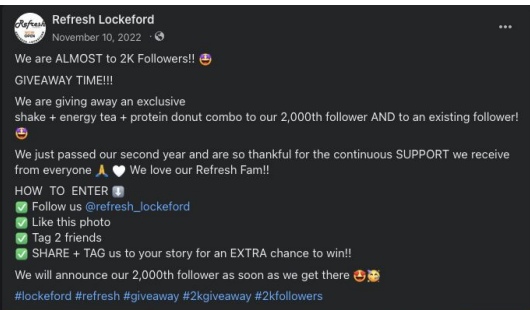 Refresh
NOW
OPEN
Refresh Lockeford
November 10, 2022 ·
We are ALMOST to 2K Followers!! 🤩
GIVEAWAY TIME!!!
We are giving away an exclusive
shake + energy tea + protein donut combo to our 2,000th follower AND to an existing follower!
🤩
We just passed our second year and are so thankful for the continuous SUPPORT we receive
from everyone 🙏 🤍 We love our Refresh Fam!!
HOW TO ENTER ⬇️
✅ Follow us @refresh_lockeford
✅ Like this photo
✅ Tag 2 friends
✅ SHARE + TAG us to your story for an EXTRA chance to win!!
We will announce our 2,000th follower as soon as we get there 🤩🥳
#lockeford #refresh #giveaway #2kgiveaway #2kfollowers